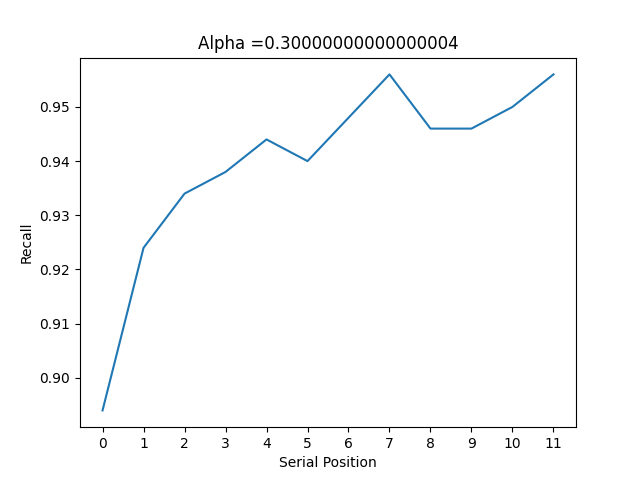 Alpha =0.30000000000000004
0.95
0.94
0.93
0.92
0.91
0.90
Recall
0 1 2 3 4 5 6 7 8 9 10 11
Serial Position